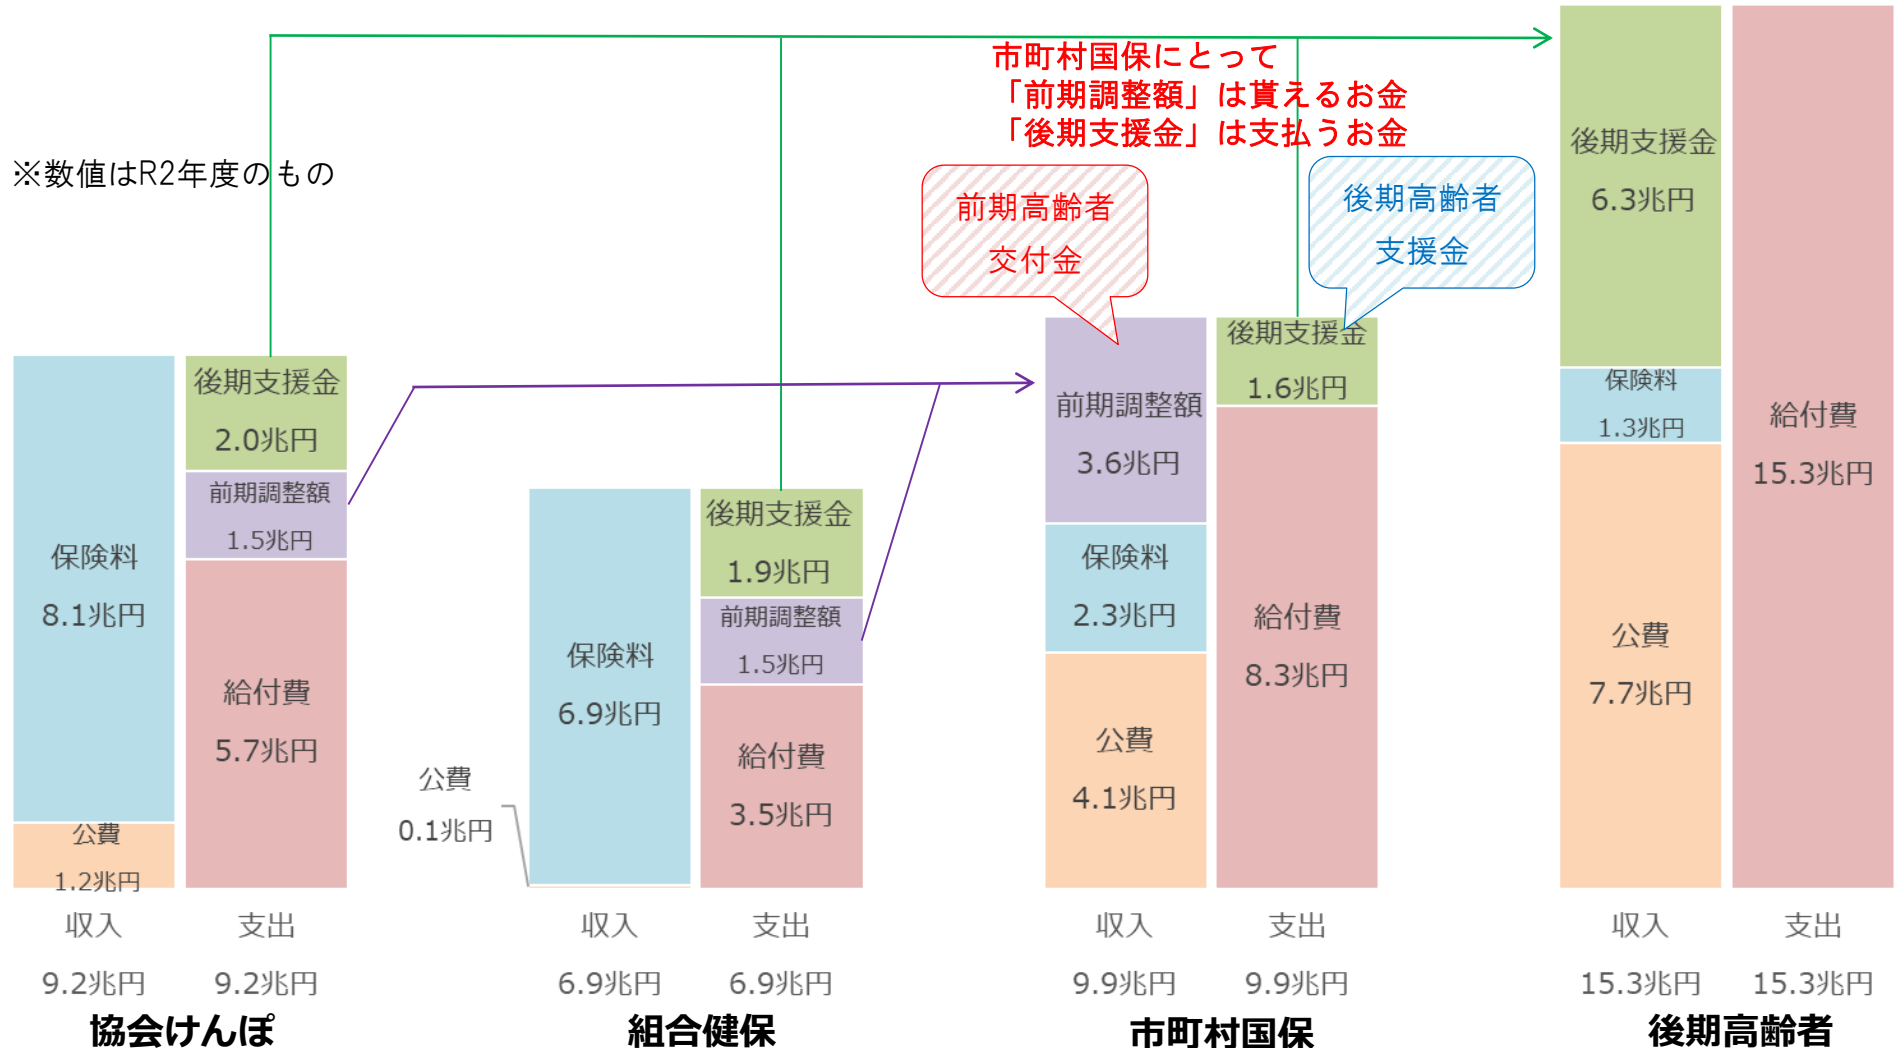 市町村国保にとって
「前期調整額」は貰えるお金
「後期支援金」は支払うお金
※数値はR2年度のもの
前期高齢者
交付金
後期高齢者
支援金
保険料
8.1兆円
公費
1.2兆円
後期支援金
2.0兆円
前期調整額
1.5兆円
給付費
5.7兆円
収入
9.2兆円
支出
9.2兆円
協会けんぽ
保険料
6.9兆円
公費
0.1兆円
後期支援金
1.9兆円
前期調整額
1.5兆円
給付費
3.5兆円
収入
6.9兆円
支出
6.9兆円
組合健保
前期調整額
3.6兆円
保険料
2.3兆円
公費
4.1兆円
後期支援金
1.6兆円
給付費
8.3兆円
収入
9.9兆円
支出
9.9兆円
市町村国保
後期支援金
6.3兆円
保険料
1.3兆円
公費
7.7兆円
給付費
15.3兆円
収入
15.3兆円
支出
15.3兆円
後期高齢者